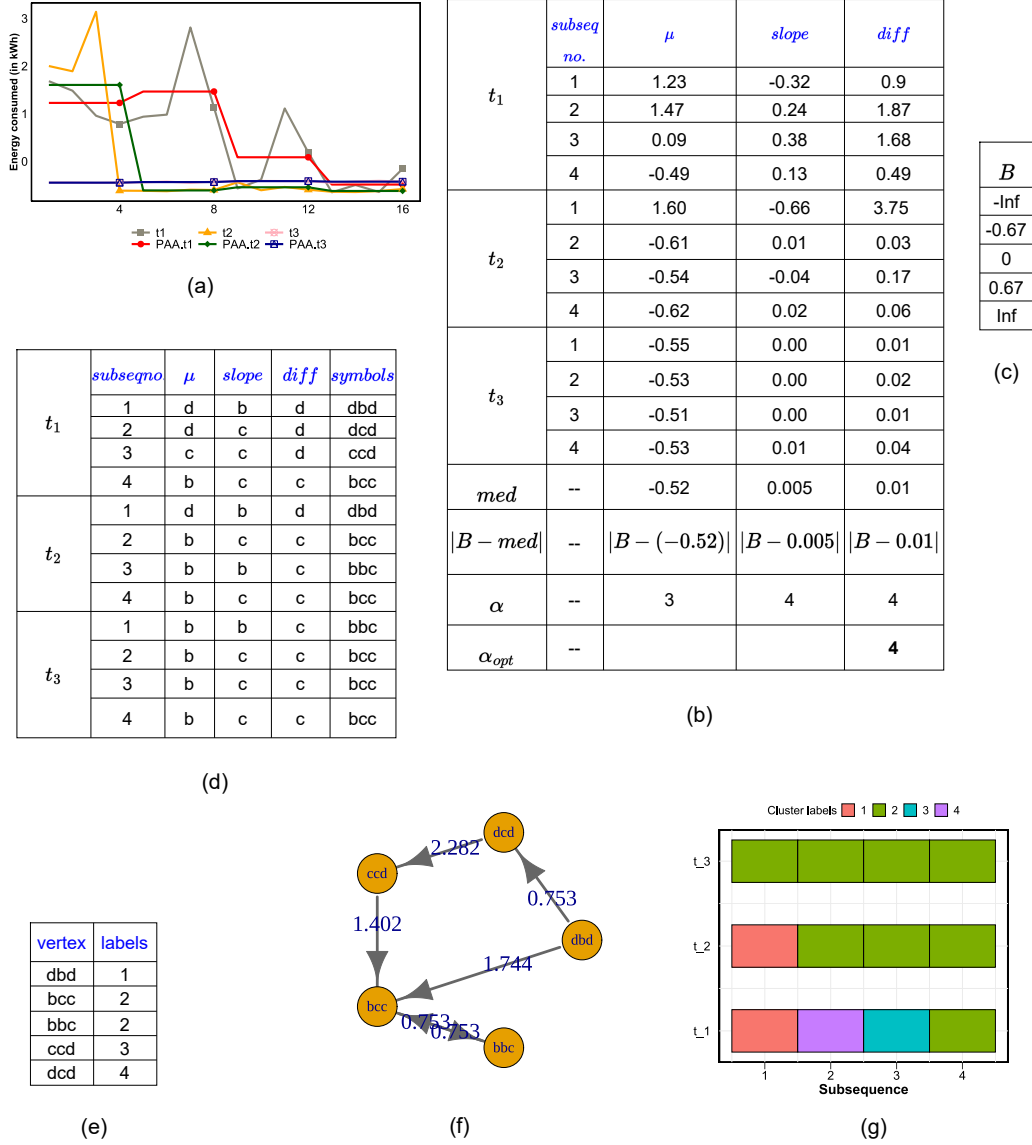 Energy consumed (in kWh)
3
2
1
0
4 8 12 16
t1 t2 t3
PAA.t1 PAA.t2 PAA.t3
(a)
subseq no. μ slope diff
t₁
1 1.23 -0.32 0.9
2 1.47 0.24 1.87
3 0.09 0.38 1.68
4 -0.49 0.13 0.49
t₂
1 1.60 -0.66 3.75
2 -0.61 0.01 0.03
3 -0.54 -0.04 0.17
4 -0.62 0.02 0.06
t₃
1 -0.55 0.00 0.01
2 -0.53 0.00 0.02
3 -0.51 0.00 0.01
4 -0.53 0.01 0.04
med -- -0.52 0.005 0.01
|B − med| -- |B − (−0.52)| |B − 0.005| |B − 0.01|
α -- 3 4 4
α_opt -- 4
(b)
B
-Inf
-0.67
0
0.67
Inf
(c)
subseqno. μ slope diff symbols
t₁
1 d b d dbd
2 d c d dcd
3 c c d ccd
4 b c c bcc
t₂
1 d b d dbd
2 b c c bcc
3 b b c bbc
4 b c c bcc
t₃
1 b b c bbc
2 b c c bcc
3 b c c bcc
4 b c c bcc
(d)
vertex labels
dbd 1
bcc 2
bbc 2
ccd 3
dcd 4
(e)
dcd
2.282
ccd
0.753
1.402
dbd
1.744
bcc
0.753
0.753
bbc
(f)
Cluster labels 1 2 3 4
t_3
t_2
t_1
1 2 3 4
Subsequence
(g)